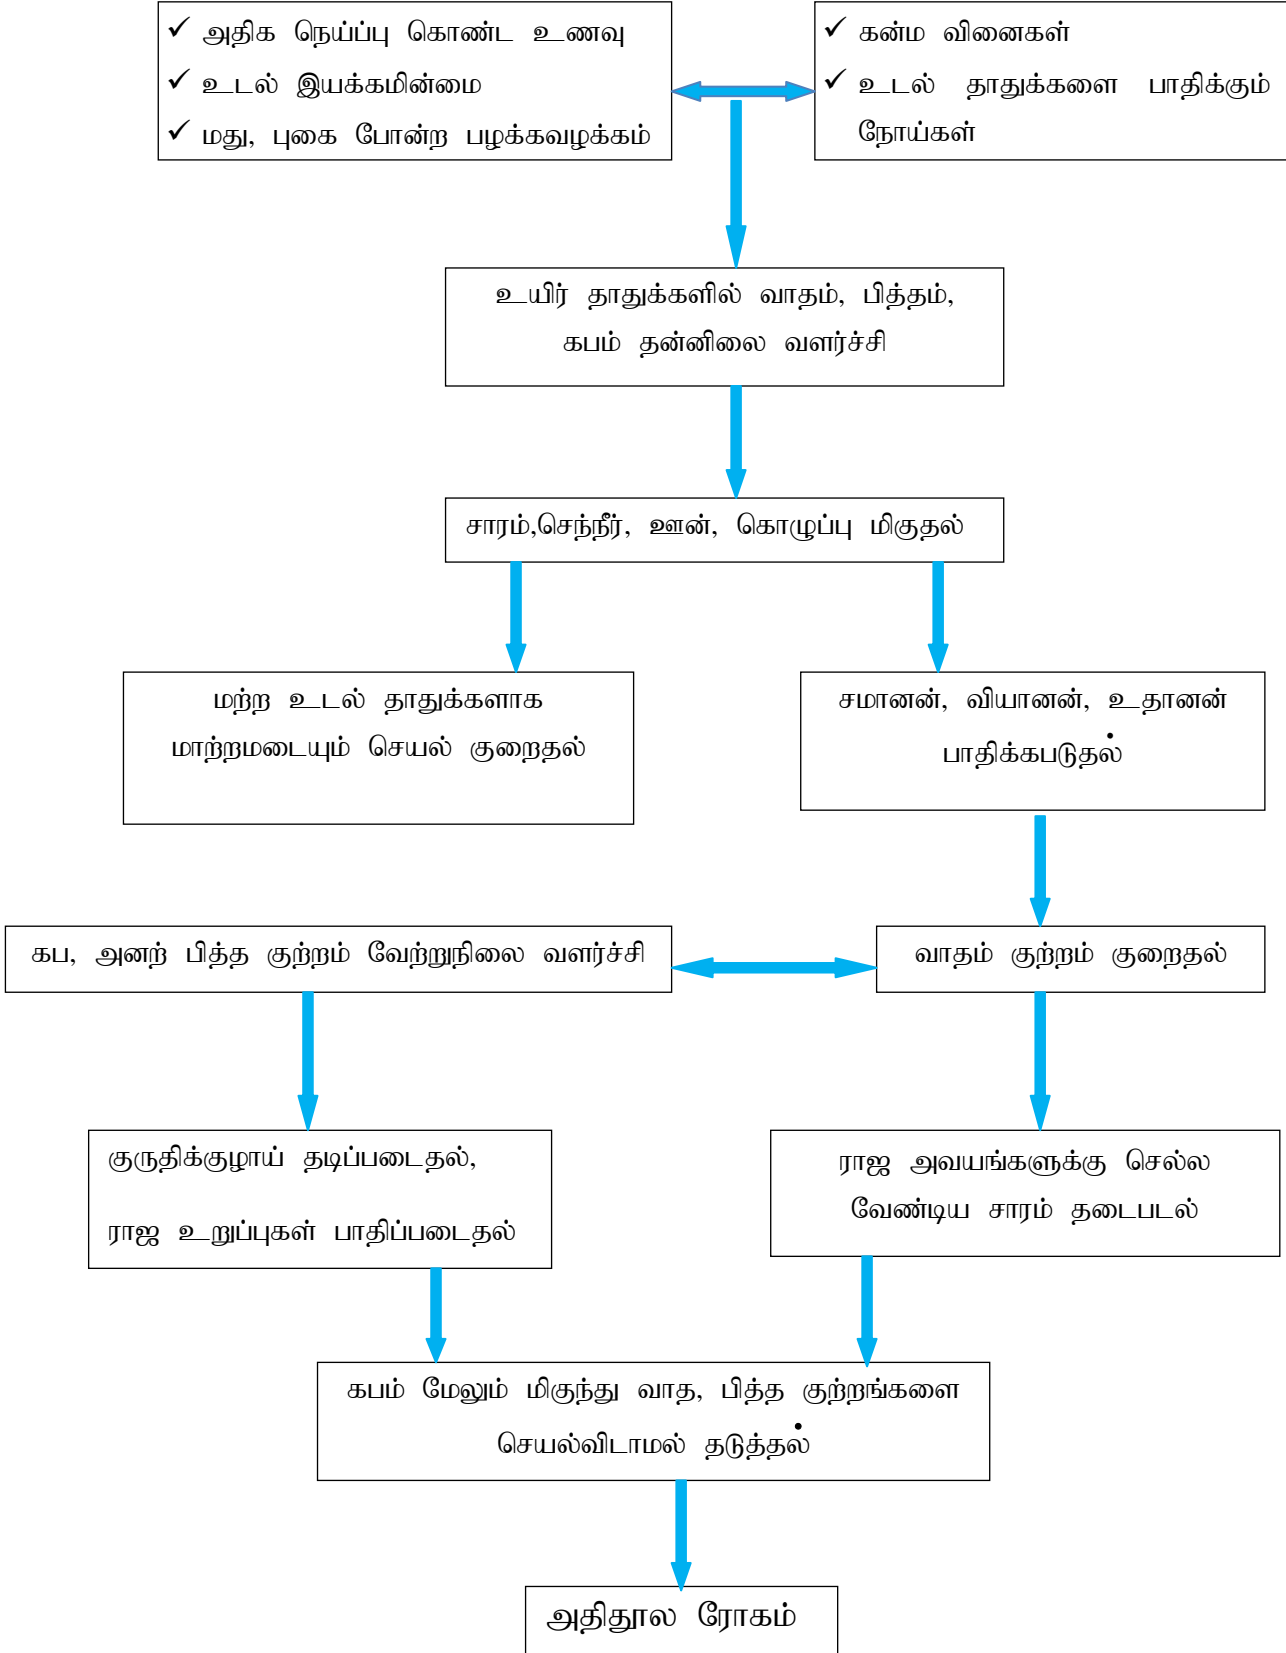 ✓ அதிக நெய்ப்பு கொண்ட உணவு
✓ உடல் இயக்கமின்மை
✓ மது, புகை போன்ற பழக்கவழக்கம்
✓ கன்ம வினைகள்
✓ உடல் தாதுக்களை பாதிக்கும்
நோய்கள்
உயிர் தாதுக்களில் வாதம், பித்தம்,
கபம் தன்னிலை வளர்ச்சி
சாரம்,செந்நீர், ஊன், கொழுப்பு மிகுதல்
மற்ற உடல் தாதுக்களாக
மாற்றமடையும் செயல் குறைதல்
சமானன், வியானன், உதானன்
பாதிக்கபடுதல்
கப, அனற் பித்த குற்றம் வேற்றுநிலை வளர்ச்சி
வாதம் குற்றம் குறைதல்
குருதிக்குழாய் தடிப்படைதல்,
ராஜ உறுப்புகள் பாதிப்படைதல்
ராஜ அவயங்களுக்கு செல்ல
வேண்டிய சாரம் தடைபடல்
கபம் மேலும் மிகுந்து வாத, பித்த குற்றங்களை
செயல்விடாமல் தடுத்தல்
அதிதூல ரோகம்